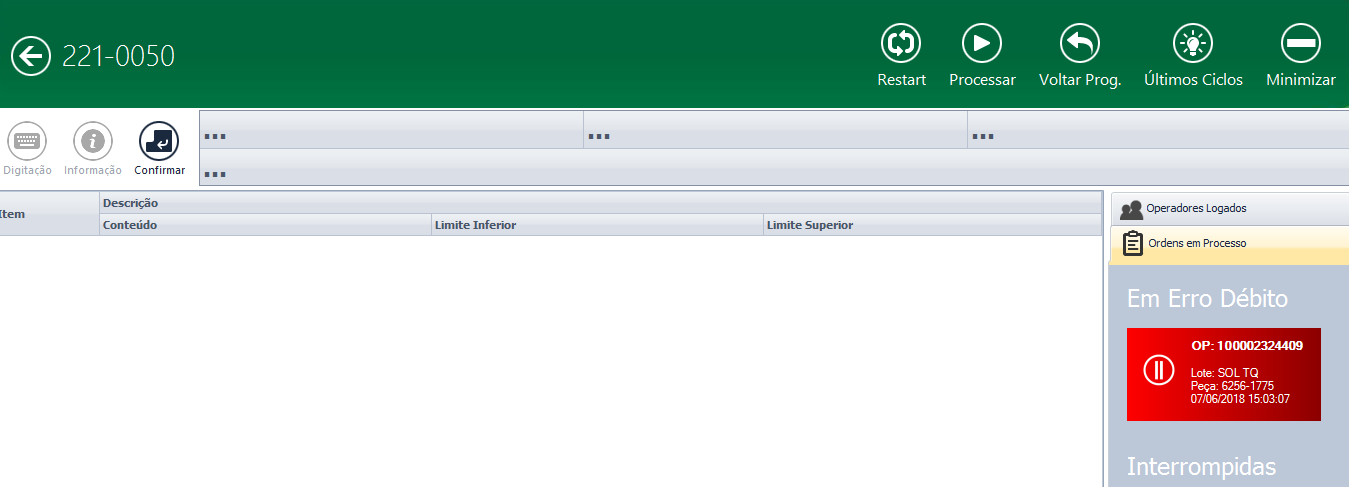 221-0050
Restart
Processar
Voltar Prog.
Últimos Ciclos
Minimizar
Digitação
Informação
Confirmar
...
...
...
...
Item
Descrição
Conteúdo
Limite Inferior
Limite Superior
Operadores Logados
Ordens em Processo
Em Erro Débito
OP: 100002324409
Lote: SOL TQ
Peça: 6256-1775
07/06/2018 15:03:07
Interrompidas